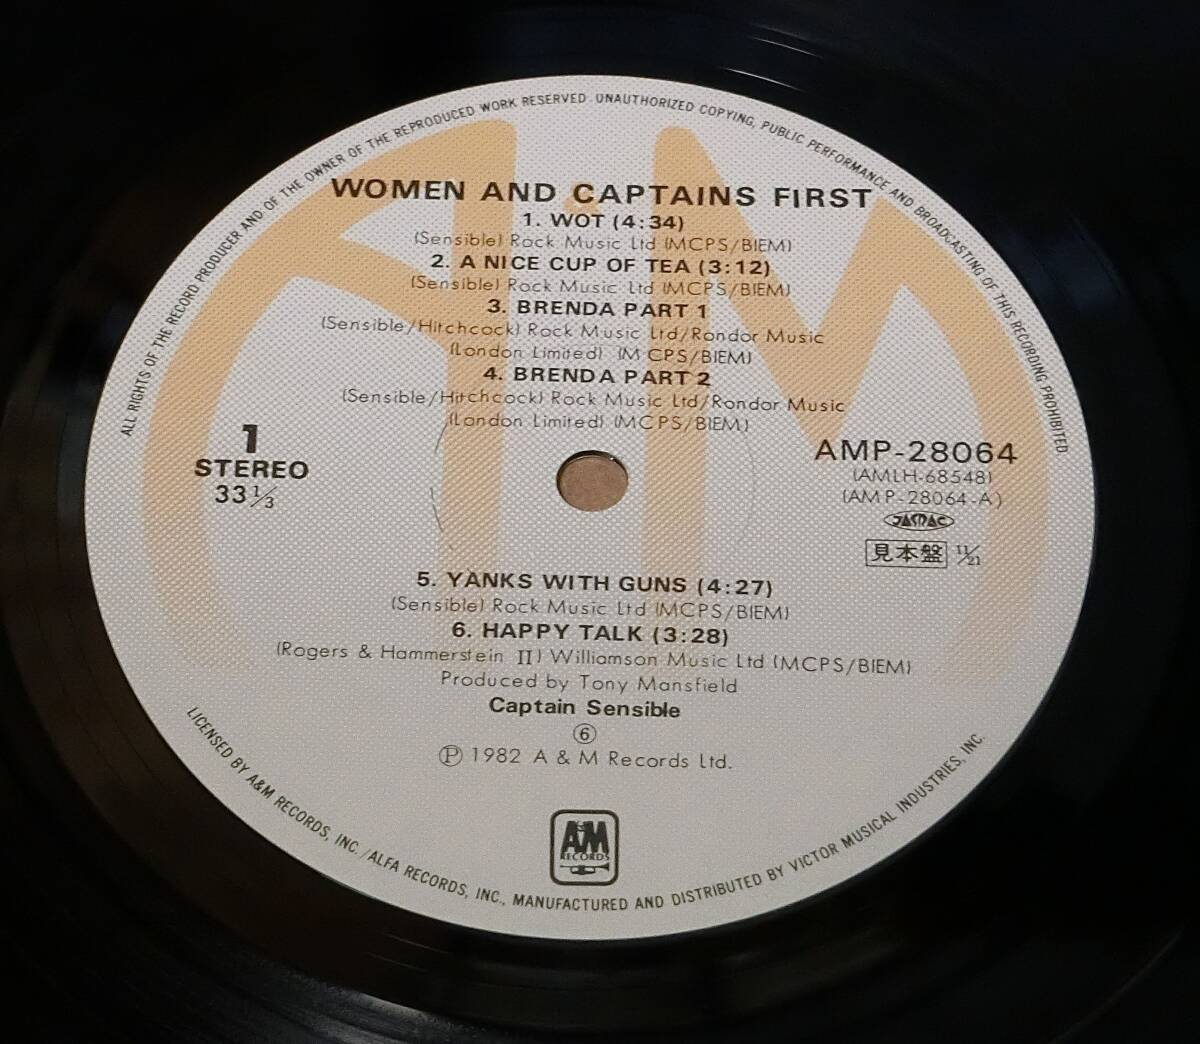 ALL RIGHTS OF THE RECORD PRODUCER AND OF THE OWNER OF THE REPRODUCED WORK RESERVED. UNAUTHORIZED COPYING, PUBLIC PERFORMANCE AND BROADCASTING OF THIS RECORDING PROHIBITED.
WOMEN AND CAPTAINS FIRST
1. WOT (4:34)
(Sensible) Rock Music Ltd (MCPS/BIEM)
2. A NICE CUP OF TEA (3:12)
(Sensible) Rock Music Ltd (MCPS/BIEM)
3. BRENDA PART 1
(Sensible/Hitchcock) Rock Music Ltd/Rondor Music
(London Limited) (MCPS/BIEM)
4. BRENDA PART 2
(Sensible/Hitchcock) Rock Music Ltd/Rondor Music
(London Limited) (MCPS/BIEM)
1
STEREO
33 1/3
AMP-28064
(AMLH-68548)
(AMP-28064-A)
JASRAC
見本盤 11/21
5. YANKS WITH GUNS (4:27)
(Sensible) Rock Music Ltd (MCPS/BIEM)
6. HAPPY TALK (3:28)
(Rogers & Hammerstein II) Williamson Music Ltd (MCPS/BIEM)
Produced by Tony Mansfield
Captain Sensible
⑥
Ⓟ 1982 A & M Records Ltd.
A&M
RECORDS
LICENSED BY A&M RECORDS, INC./ALFA RECORDS, INC., MANUFACTURED AND DISTRIBUTED BY VICTOR MUSICAL INDUSTRIES, INC.